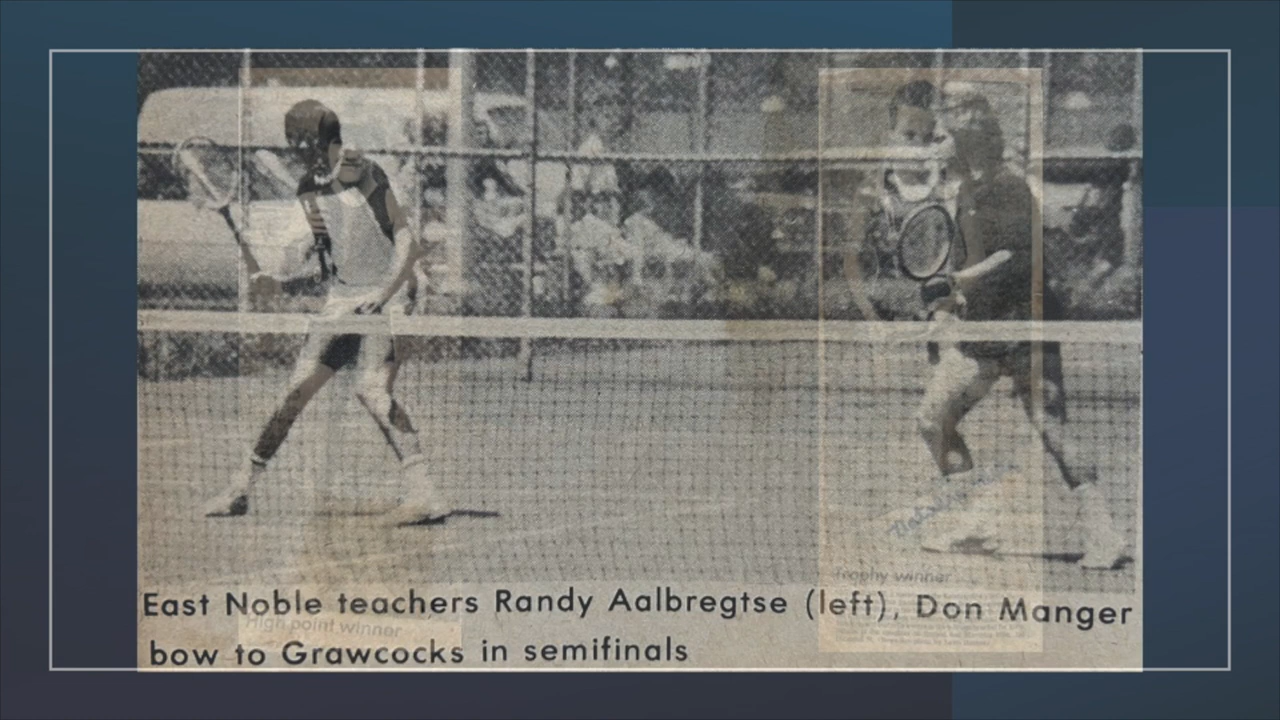 East Noble teachers Randy Aalbregtse (left), Don Manger
bow to Grawcocks in semifinals
High point winner
Trophy winner